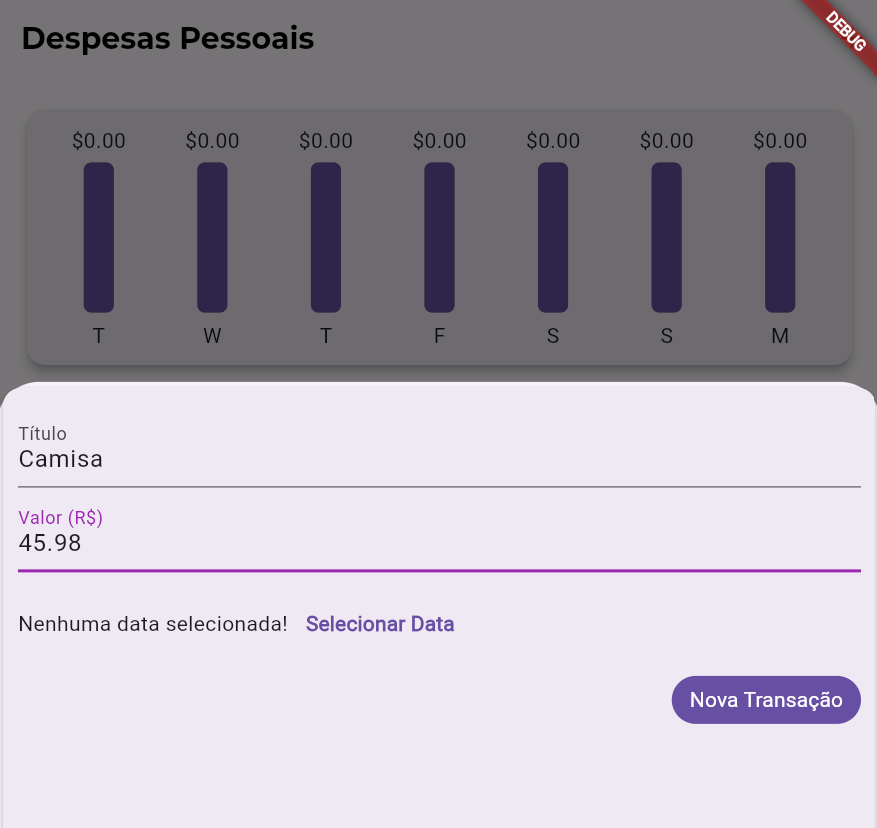 Despesas Pessoais
DEBUG
$0.00 $0.00 $0.00 $0.00 $0.00 $0.00 $0.00
T W T F S S M
Título
Camisa
Valor (R$)
45.98
Nenhuma data selecionada! Selecionar Data
Nova Transação